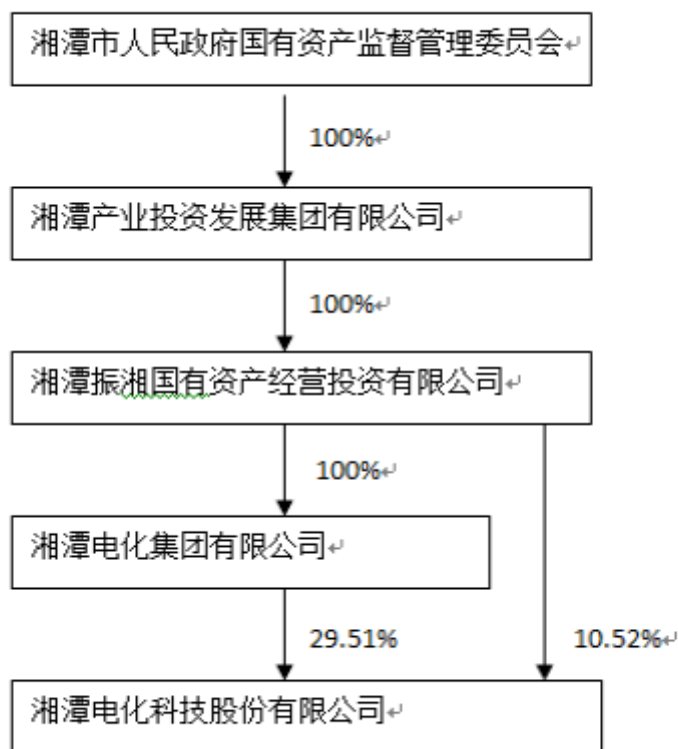 湘潭市人民政府国有资产监督管理委员会
100%
湘潭产业投资发展集团有限公司
100%
湘潭振湘国有资产经营投资有限公司
100%
湘潭电化集团有限公司
29.51%
10.52%
湘潭电化科技股份有限公司